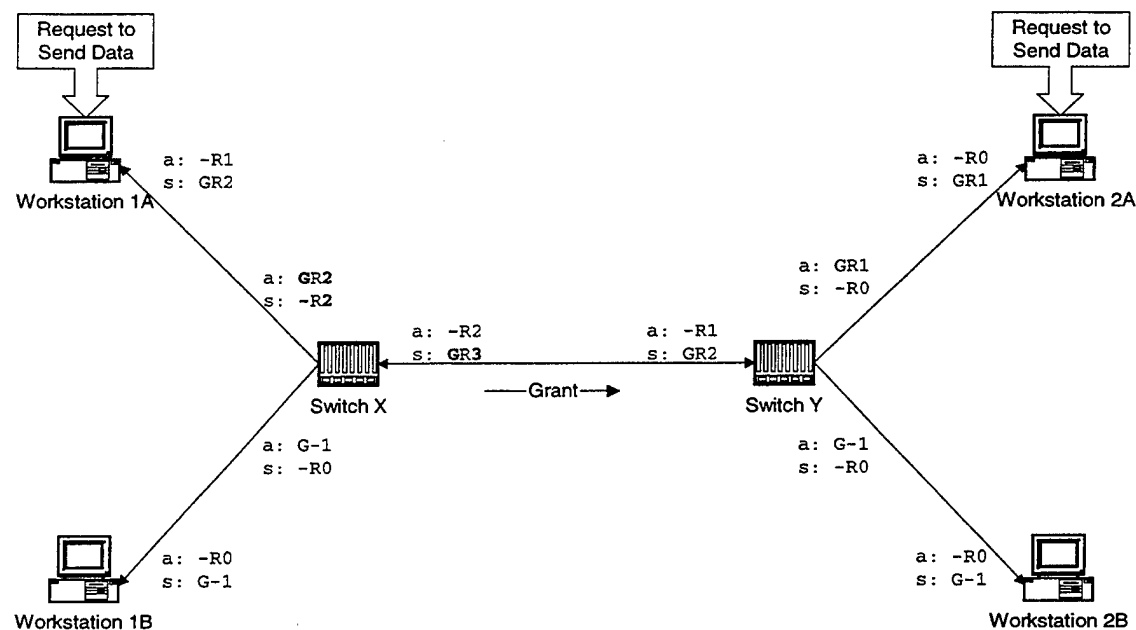 Request to
Send Data
Request to
Send Data
a: -R1
s: GR2
Workstation 1A
a: -R0
s: GR1
Workstation 2A
a: GR2
s: -R2
a: GR1
s: -R0
a: -R2
s: GR3
a: -R1
s: GR2
Grant
Switch X
Switch Y
a: G-1
s: -R0
a: G-1
s: -R0
a: -R0
s: G-1
Workstation 1B
a: -R0
s: G-1
Workstation 2B